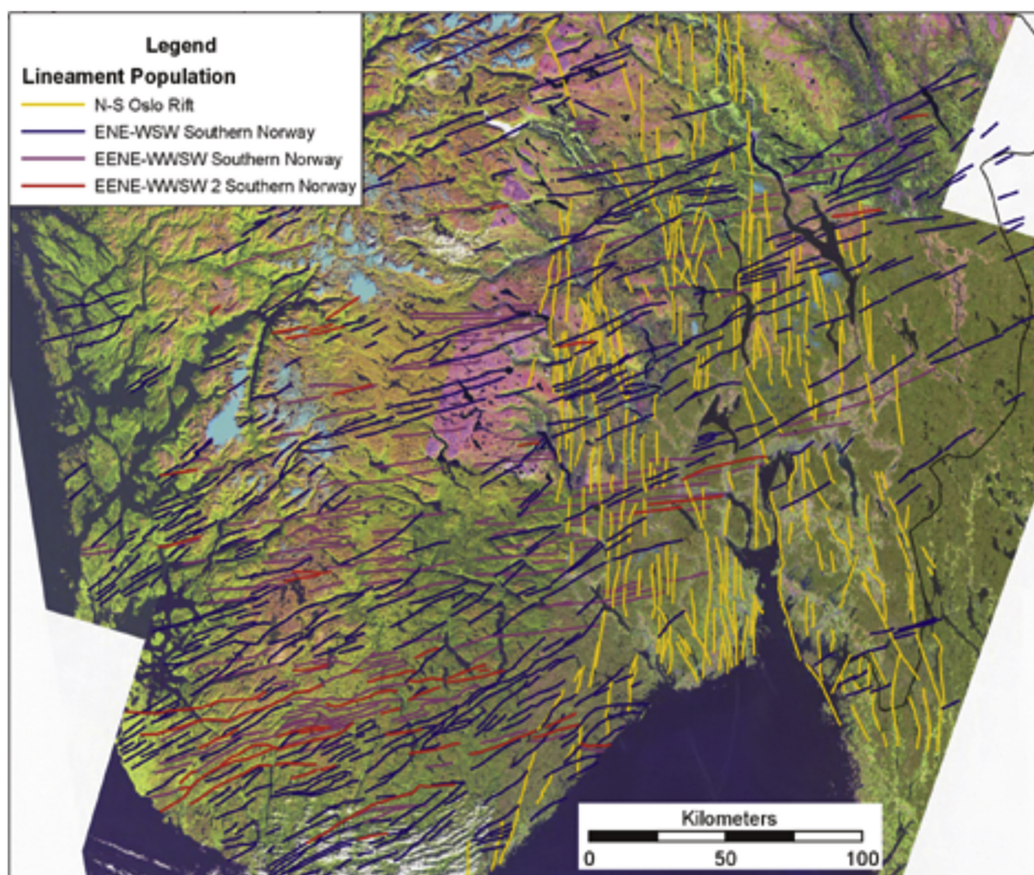 Legend
Lineament Population
N-S Oslo Rift
ENE-WSW Southern Norway
EENE-WWSW Southern Norway
EENE-WWSW 2 Southern Norway
Kilometers
0 50 100